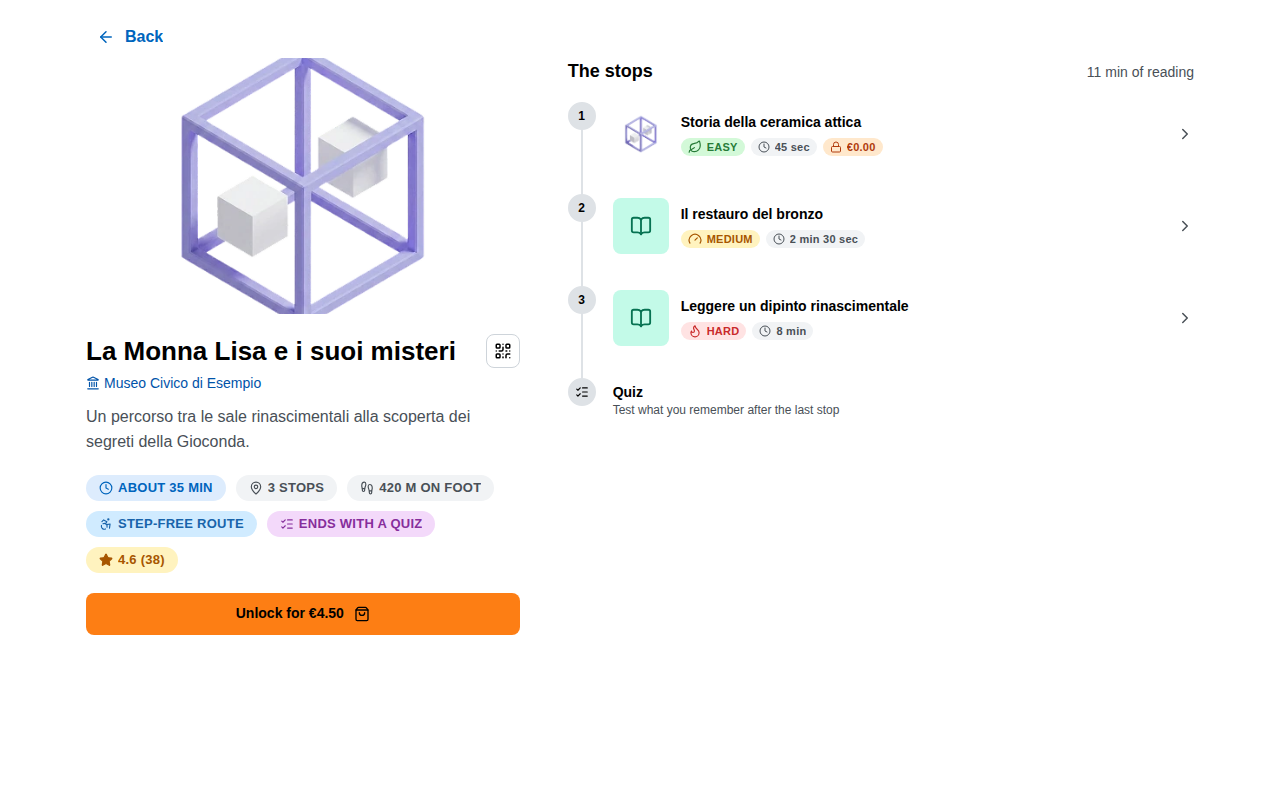 Back
La Monna Lisa e i suoi misteri
Museo Civico di Esempio
Un percorso tra le sale rinascimentali alla scoperta dei
segreti della Gioconda.
ABOUT 35 MIN
3 STOPS
420 M ON FOOT
STEP-FREE ROUTE
ENDS WITH A QUIZ
4.6 (38)
Unlock for €4.50
The stops
11 min of reading
1
Storia della ceramica attica
EASY
45 sec
€0.00
2
Il restauro del bronzo
MEDIUM
2 min 30 sec
3
Leggere un dipinto rinascimentale
HARD
8 min
Quiz
Test what you remember after the last stop